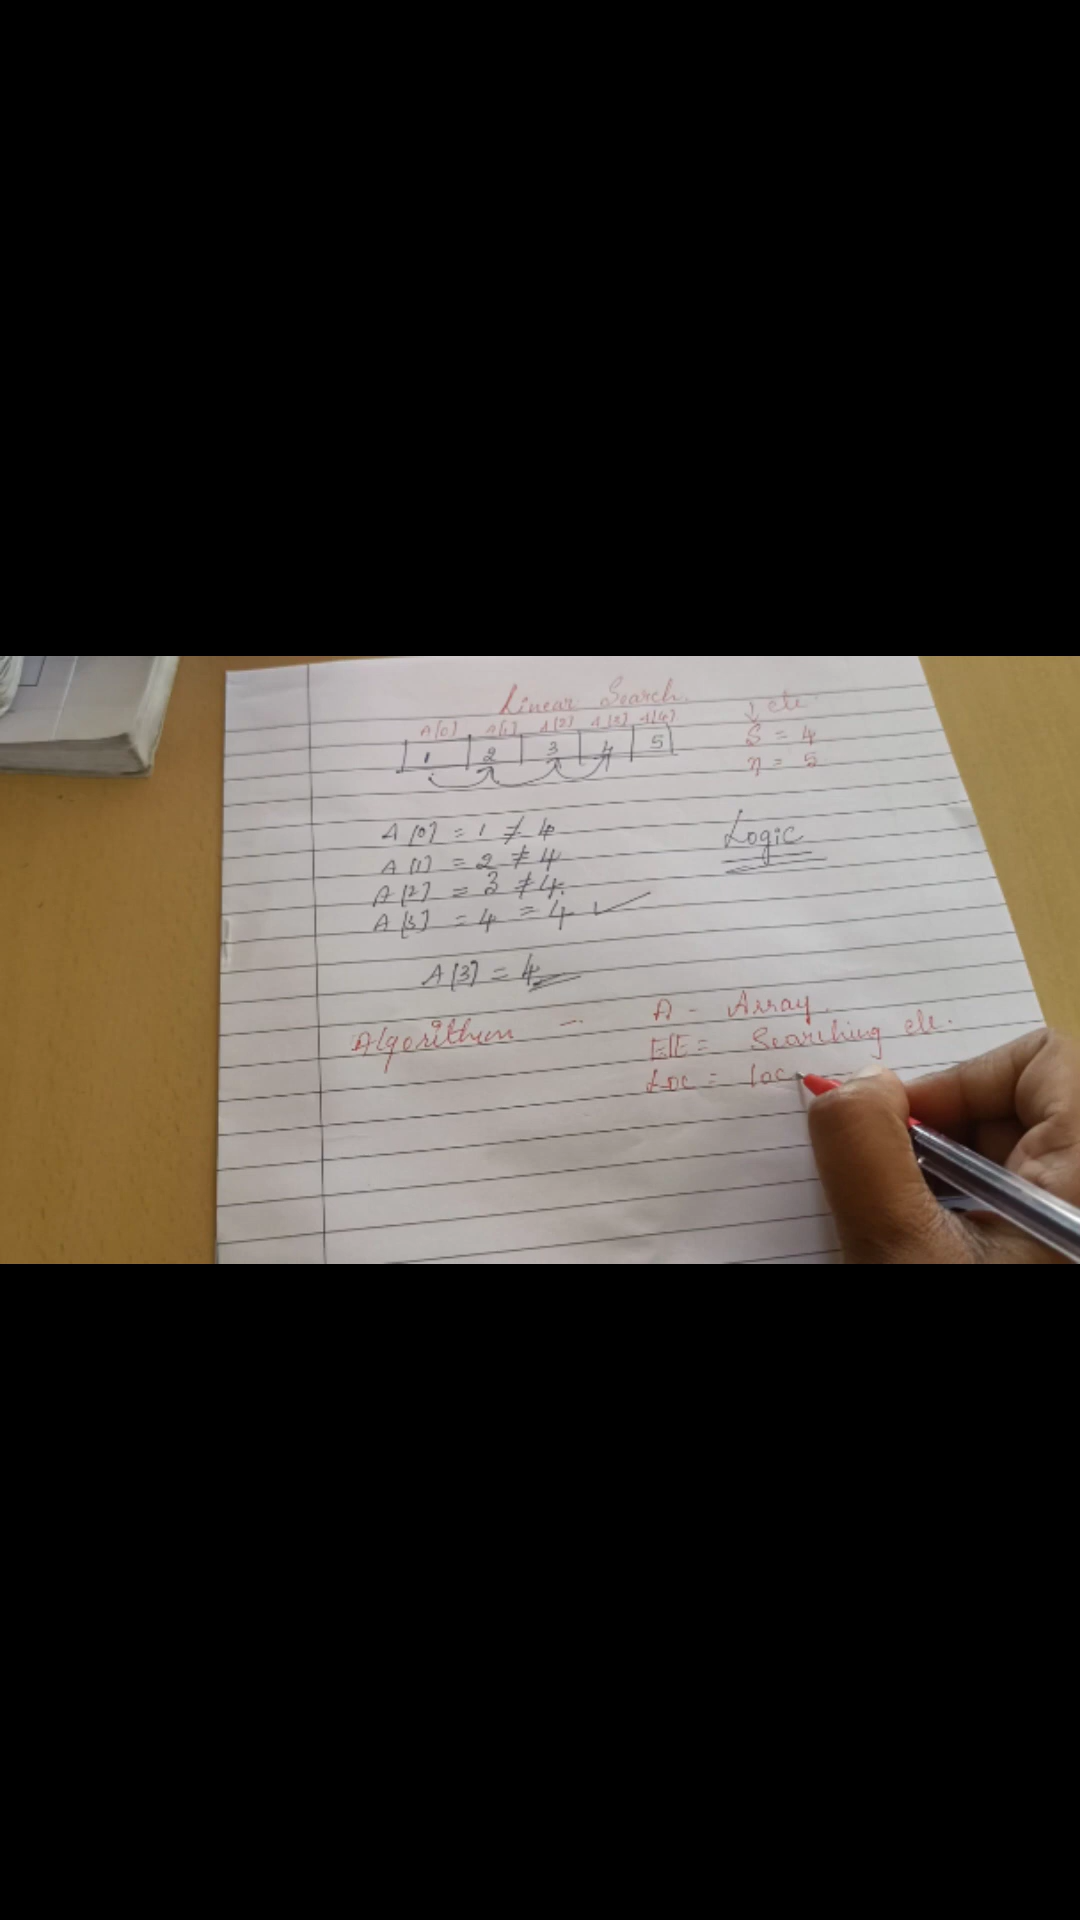 Linear Search.
A[0] A[1] A[2] A[3] A[4]
1 2 3 4 5
↓ ele
S = 4
n = 5
A[0] = 1 ≠ 4
A[1] = 2 ≠ 4
A[2] = 3 ≠ 4.
A[3] = 4 = 4 ✓
Logic
A[3] = 4
Algorithm -
A - Array.
ELE = Searching ele.
LOC = loc